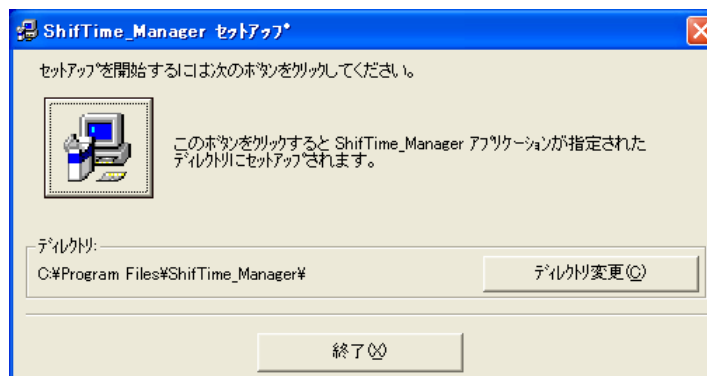 ShifTime_Manager ｾｯﾄｱｯﾌﾟ
ｾｯﾄｱｯﾌﾟを開始するには次のﾎﾞﾀﾝをｸﾘｯｸしてください。
このﾎﾞﾀﾝをｸﾘｯｸすると ShifTime_Manager ｱﾌﾟﾘｹｰｼｮﾝが指定された
ﾃﾞｨﾚｸﾄﾘにｾｯﾄｱｯﾌﾟされます。
ﾃﾞｨﾚｸﾄﾘ:
C:¥Program Files¥ShifTime_Manager¥
ﾃﾞｨﾚｸﾄﾘ変更(C)
終了(X)